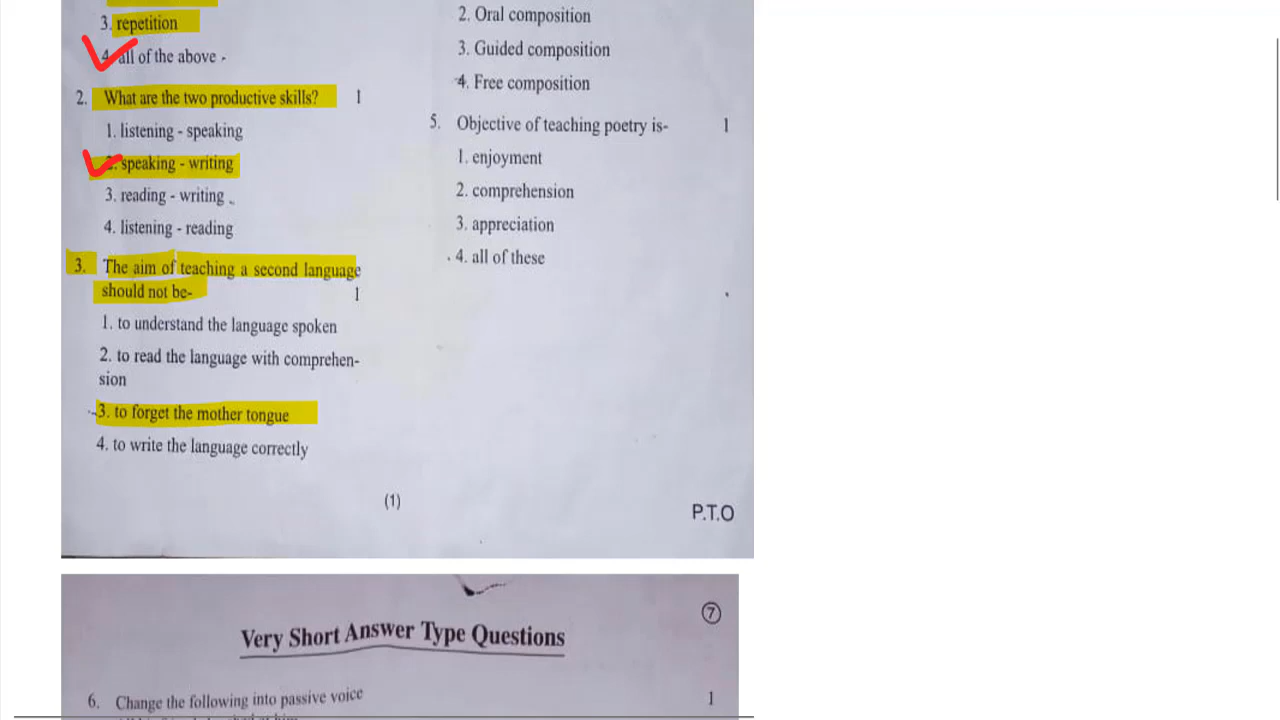 3. repetition
4. all of the above -
2. What are the two productive skills? 1
1. listening - speaking
2. speaking - writing
3. reading - writing
4. listening - reading
3. The aim of teaching a second language
should not be- 1
1. to understand the language spoken
2. to read the language with comprehen-
sion
3. to forget the mother tongue
4. to write the language correctly
2. Oral composition
3. Guided composition
4. Free composition
5. Objective of teaching poetry is- 1
1. enjoyment
2. comprehension
3. appreciation
4. all of these
(1)
P.T.O
7
Very Short Answer Type Questions
6. Change the following into passive voice 1